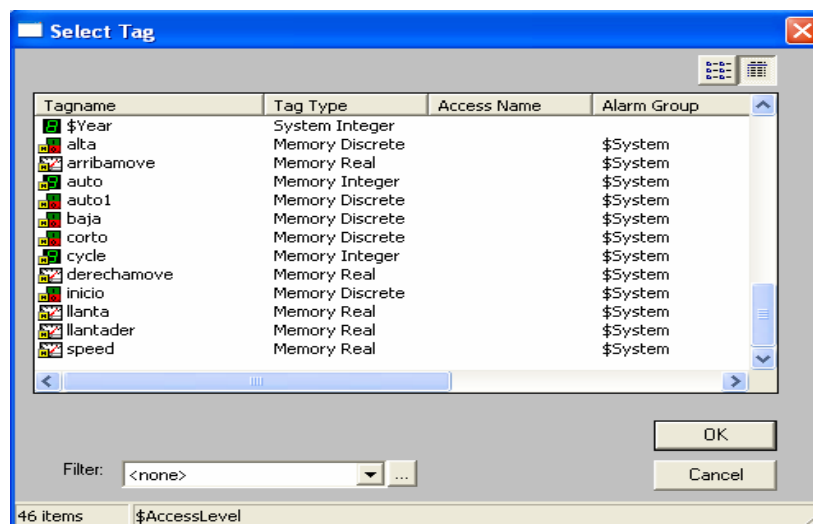 Select Tag
Tagname Tag Type Access Name Alarm Group
$Year System Integer
alta Memory Discrete $System
arribamove Memory Real $System
auto Memory Integer $System
auto1 Memory Discrete $System
baja Memory Discrete $System
corto Memory Discrete $System
cycle Memory Integer $System
derechamove Memory Real $System
inicio Memory Discrete $System
llanta Memory Real $System
llantader Memory Real $System
speed Memory Real $System
OK
Filter: <none> ...
Cancel
46 items $AccessLevel